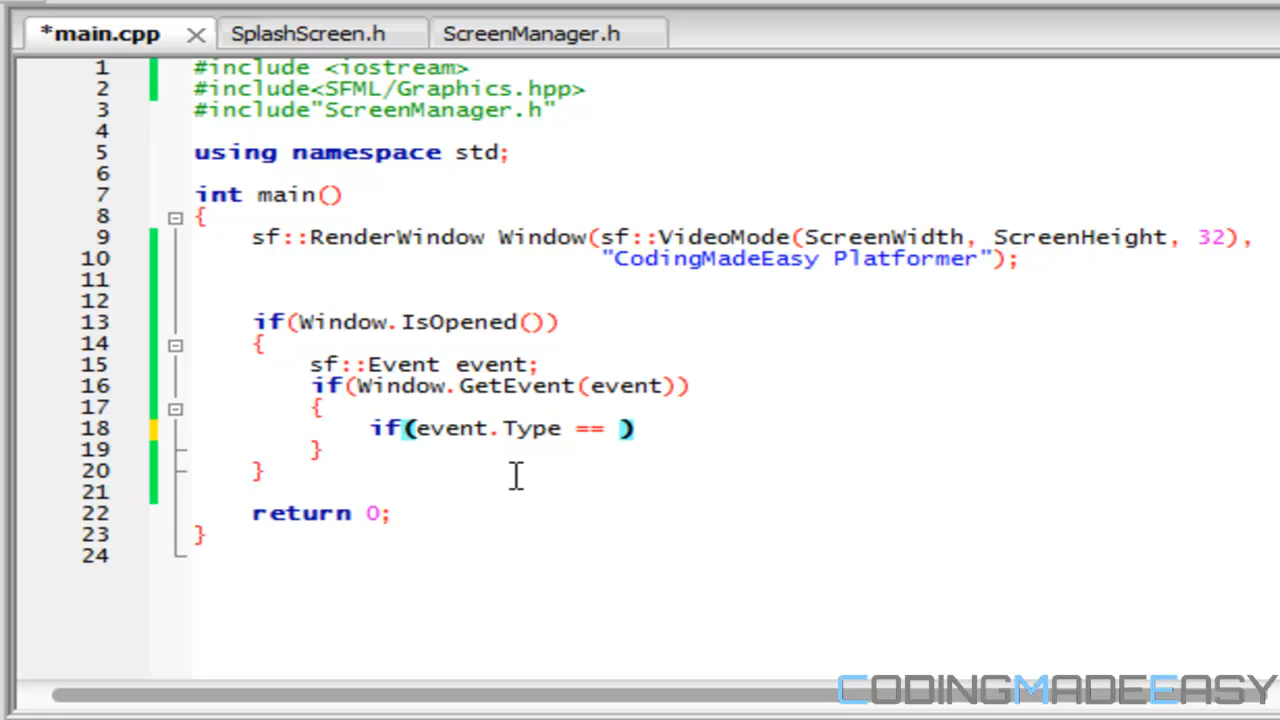 *main.cpp SplashScreen.h ScreenManager.h
1 #include <iostream>
2 #include<SFML/Graphics.hpp>
3 #include"ScreenManager.h"
4
5 using namespace std;
6
7 int main()
8 {
9 sf::RenderWindow Window(sf::VideoMode(ScreenWidth, ScreenHeight, 32),
10 "CodingMadeEasy Platformer");
11
12
13 if(Window.IsOpened())
14 {
15 sf::Event event;
16 if(Window.GetEvent(event))
17 {
18 if(event.Type == )
19 }
20 }
21
22 return 0;
23 }
24
CODINGMADEEASY